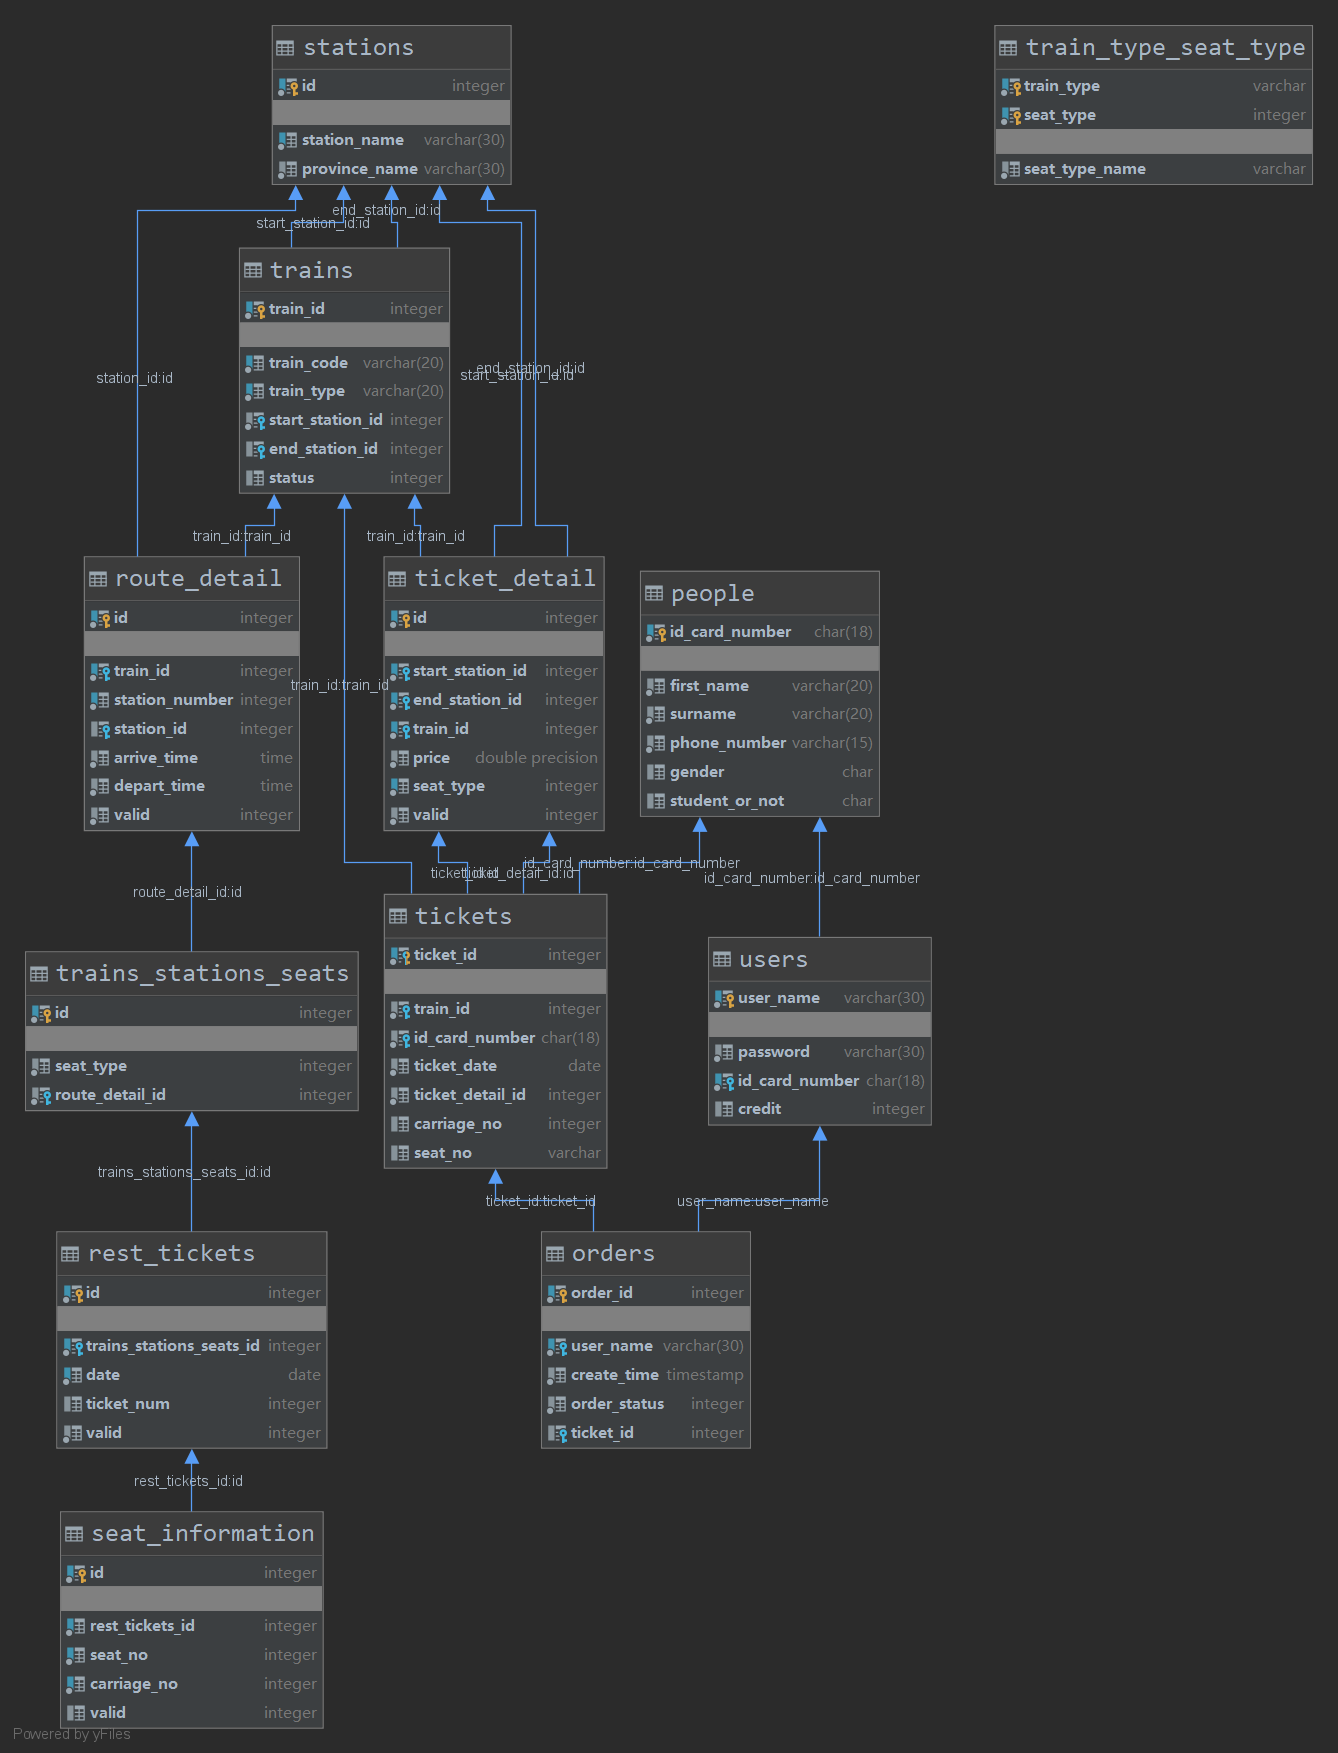 stations
id integer
station_name varchar(30)
province_name varchar(30)
train_type_seat_type
train_type varchar
seat_type integer
seat_type_name varchar
end_station_id:id
start_station_id:id
trains
train_id integer
train_code varchar(20)
train_type varchar(20)
start_station_id integer
end_station_id integer
status integer
station_id:id
end_station_id:id
start_station_id:id
train_id:train_id
train_id:train_id
route_detail
id integer
train_id integer
station_number integer
station_id integer
arrive_time time
depart_time time
valid integer
train_id:train_id
ticket_detail
id integer
start_station_id integer
end_station_id integer
train_id integer
price double precision
seat_type integer
valid integer
people
id_card_number char(18)
first_name varchar(20)
surname varchar(20)
phone_number varchar(15)
gender char
student_or_not char
id_card_number:id_card_number
ticket_id:id
ticket_detail_id:id
id_card_number:id_card_number
route_detail_id:id
tickets
ticket_id integer
train_id integer
id_card_number char(18)
ticket_date date
ticket_detail_id integer
carriage_no integer
seat_no varchar
users
user_name varchar(30)
password varchar(30)
id_card_number char(18)
credit integer
trains_stations_seats
id integer
seat_type integer
route_detail_id integer
trains_stations_seats_id:id
ticket_id:ticket_id
user_name:user_name
rest_tickets
id integer
trains_stations_seats_id integer
date date
ticket_num integer
valid integer
orders
order_id integer
user_name varchar(30)
create_time timestamp
order_status integer
ticket_id integer
rest_tickets_id:id
seat_information
id integer
rest_tickets_id integer
seat_no integer
carriage_no integer
valid integer
Powered by yFiles